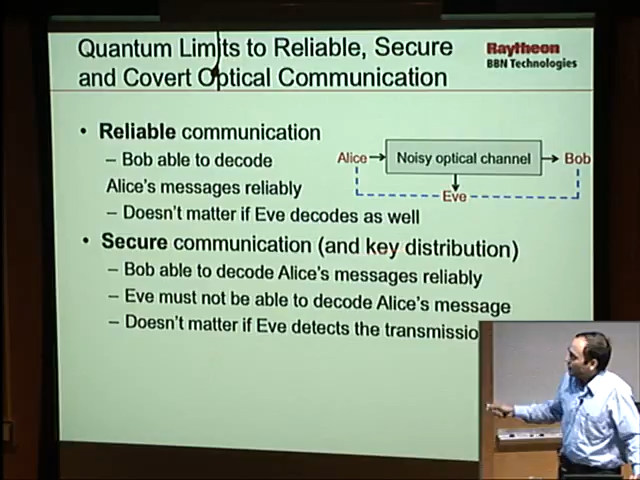 Quantum Limits to Reliable, Secure
and Covert Optical Communication
Raytheon
BBN Technologies
• Reliable communication
– Bob able to decode
Alice's messages reliably
– Doesn't matter if Eve decodes as well
Alice
Noisy optical channel
Bob
Eve
• Secure communication (and key distribution)
– Bob able to decode Alice's messages reliably
– Eve must not be able to decode Alice's message
– Doesn't matter if Eve detects the